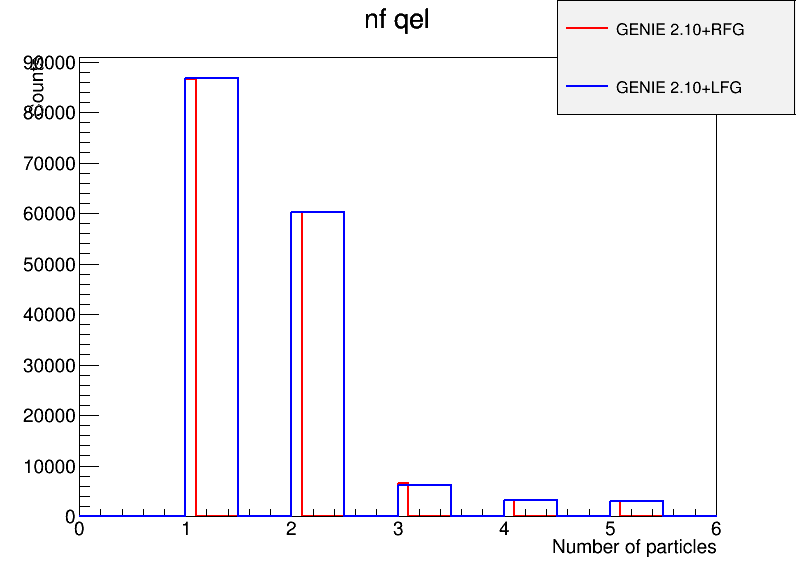 nf qel
GENIE 2.10+RFG
GENIE 2.10+LFG
Counts
90000
80000
70000
60000
50000
40000
30000
20000
10000
0
0 1 2 3 4 5 6
Number of particles